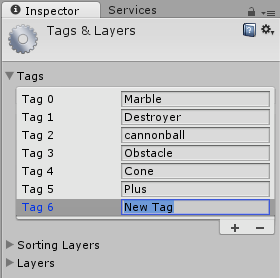 Inspector Services
Tags & Layers
Tags
Tag 0 Marble
Tag 1 Destroyer
Tag 2 cannonball
Tag 3 Obstacle
Tag 4 Cone
Tag 5 Plus
Tag 6 New Tag
Sorting Layers
Layers